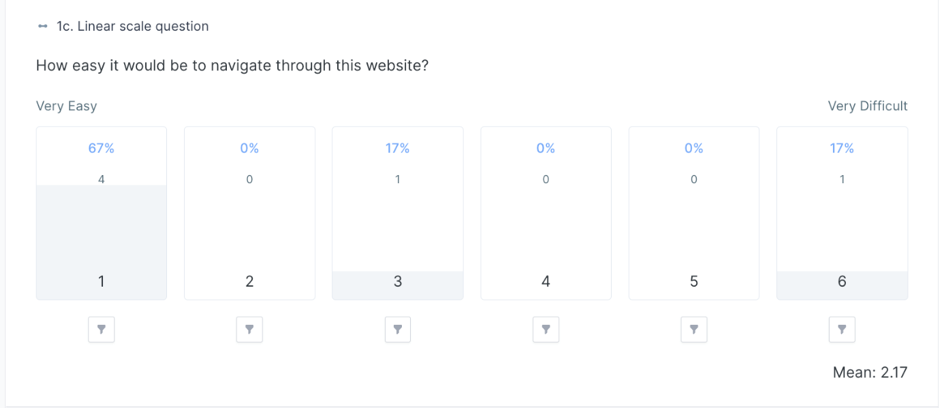 1c. Linear scale question
How easy it would be to navigate through this website?
Very Easy Very Difficult
67% 0% 17% 0% 0% 17%
4 0 1 0 0 1
1 2 3 4 5 6
Mean: 2.17